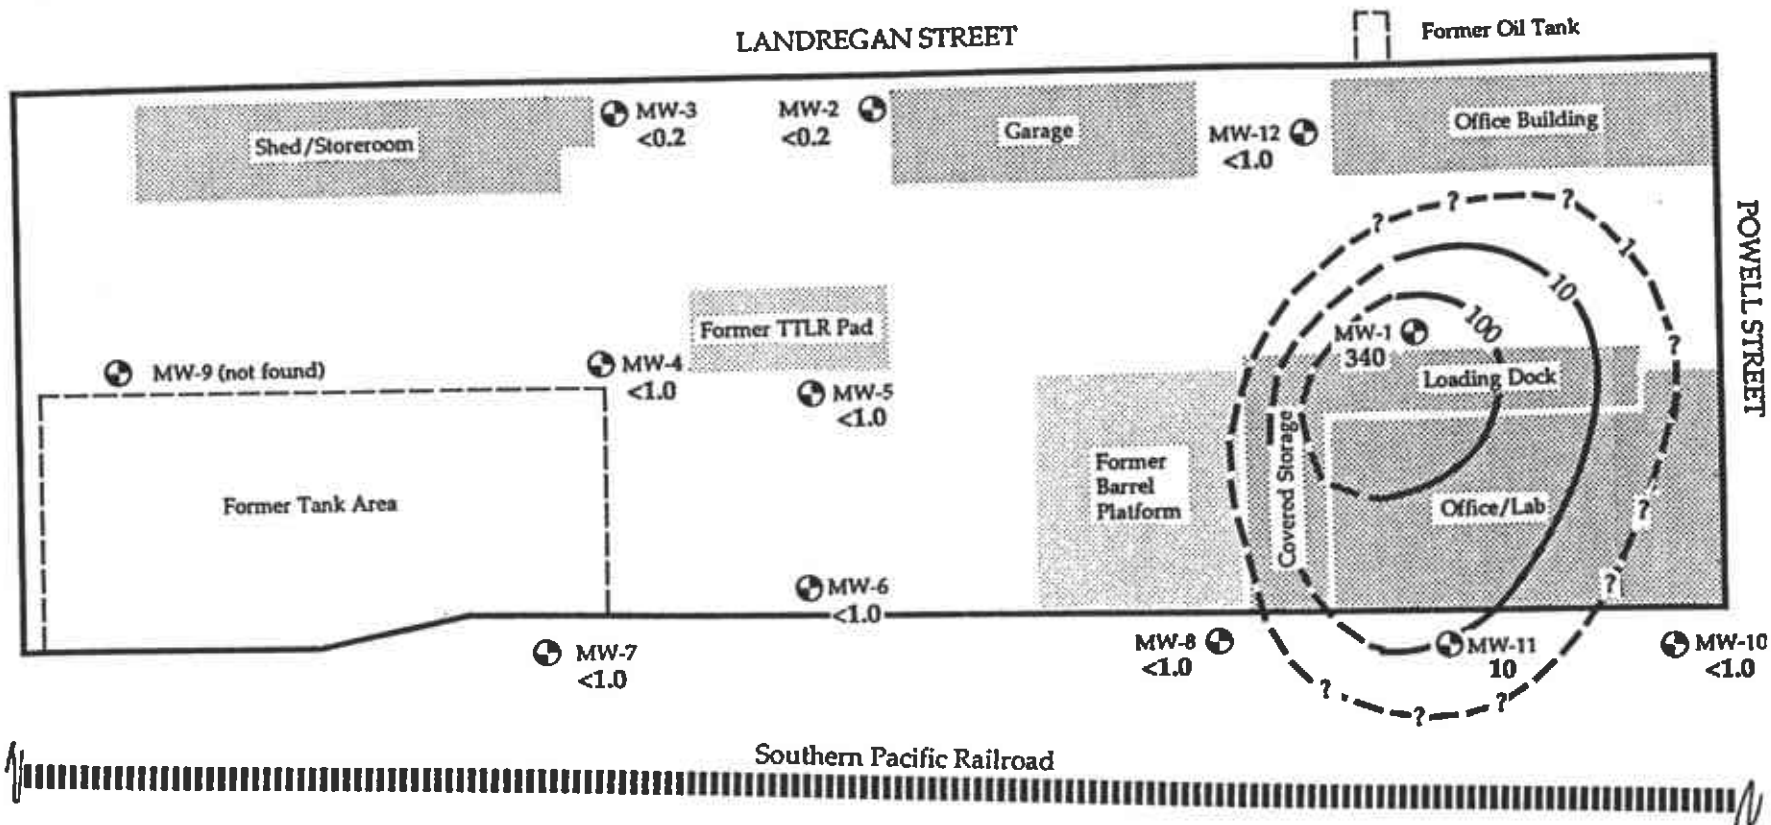 LANDREGAN STREET
Former Oil Tank
Shed/Storeroom
MW-3
<0.2
MW-2
<0.2
Garage
MW-12
<1.0
Office Building
POWELL STREET
?
?
?
1
10
100
MW-1
340
?
Former TTLR Pad
MW-9 (not found)
MW-4
<1.0
MW-5
<1.0
Loading Dock
Covered Storage
Former
Barrel
Platform
Former Tank Area
Office/Lab
?
?
MW-6
<1.0
MW-7
<1.0
MW-8
<1.0
MW-11
10
MW-10
<1.0
?
?
?
Southern Pacific Railroad